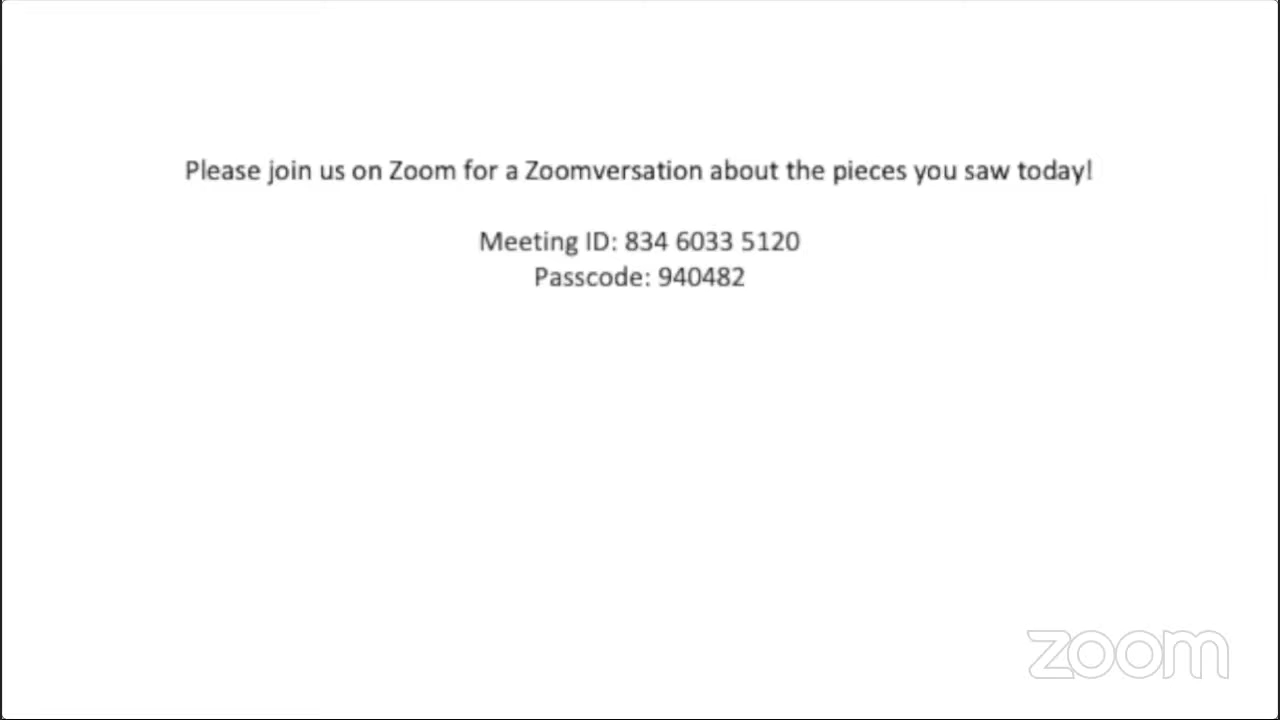 Please join us on Zoom for a Zoomversation about the pieces you saw today!
Meeting ID: 834 6033 5120
Passcode: 940482
zoom